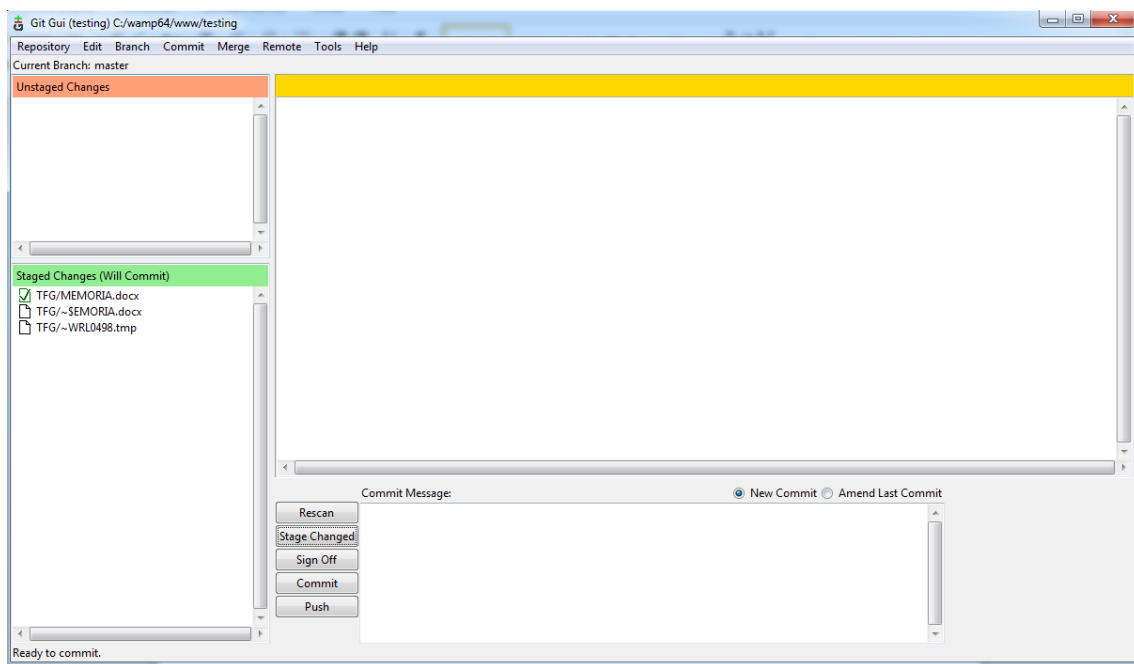 Git Gui (testing) C:/wamp64/www/testing
Repository Edit Branch Commit Merge Remote Tools Help
Current Branch: master
Unstaged Changes
Staged Changes (Will Commit)
TFG/MEMORIA.docx
TFG/~$EMORIA.docx
TFG/~WRL0498.tmp
Commit Message:
New Commit
Amend Last Commit
Rescan
Stage Changed
Sign Off
Commit
Push
Ready to commit.